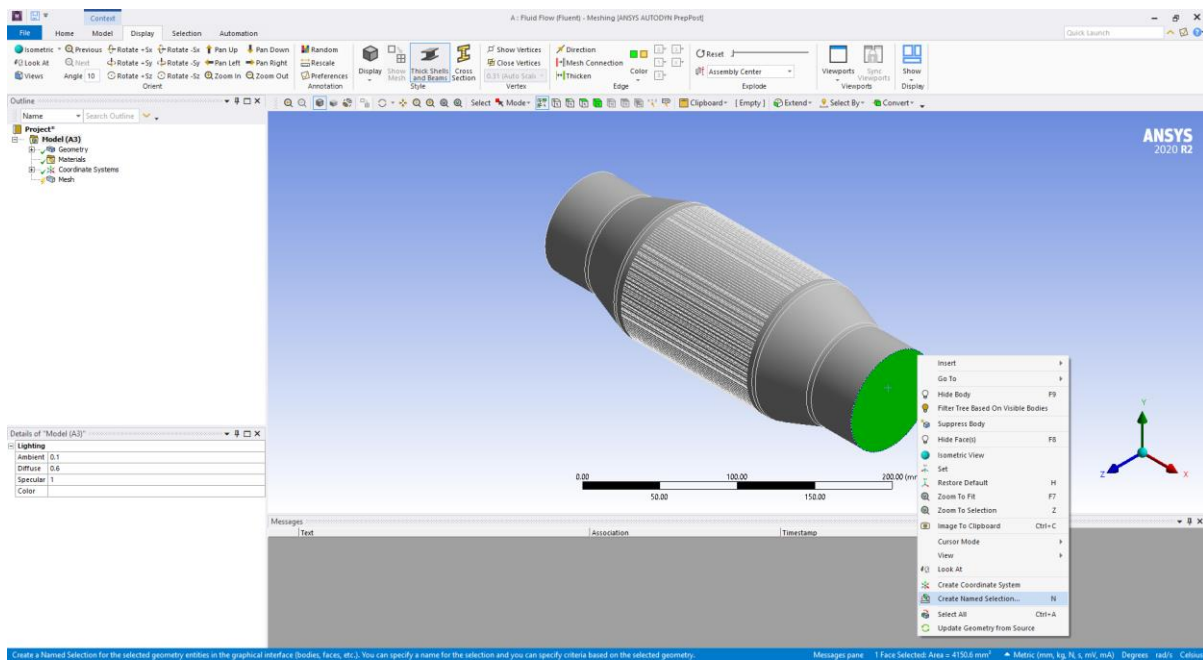 Context
A : Fluid Flow (Fluent) - Meshing [ANSYS AUTODYN PrepPost]
File Home Model Display Selection Automation
Quick Launch
Isometric Previous Rotate +Sx Rotate -Sx Pan Up Pan Down Random
Look At Next Rotate +Sy Rotate -Sy Pan Left Pan Right Rescale
Views Angle 10 Rotate +Sz Rotate -Sz Zoom In Zoom Out Preferences
Orient Annotation
Display Show Mesh Thick Shells and Beams Cross Section
Style
Show Vertices
Close Vertices
0.31 (Auto Scale)
Vertex
Direction
Mesh Connection
Thicken
Color
Edge
Reset
Assembly Center
Explode
Viewports Sync Viewports
Viewports
Show
Display
Select Mode Clipboard [Empty] Extend Select By Convert
Outline
Name Search Outline
Project*
Model (A3)
Geometry
Materials
Coordinate Systems
Mesh
ANSYS
2020 R2
Details of "Model (A3)"
Lighting
Ambient 0.1
Diffuse 0.6
Specular 1
Color
0.00 100.00 200.00 (mm
50.00 150.00
Y
Z
X
Insert
Go To
Hide Body F9
Filter Tree Based On Visible Bodies
Suppress Body
Hide Face(s) F8
Isometric View
Set
Restore Default H
Zoom To Fit F7
Zoom To Selection Z
Image To Clipboard Ctrl+C
Cursor Mode
View
Look At
Create Coordinate System
Create Named Selection... N
Select All Ctrl+A
Update Geometry from Source
Messages
Text Association Timestamp
Create a Named Selection for the selected geometry entities in the graphical interface (bodies, faces, etc.). You can specify a name for the selection and you can specify criteria based on the selected geometry.
Messages pane 1 Face Selected: Area = 4150.6 mm² Metric (mm, kg, N, s, mV, mA) Degrees rad/s Celsius